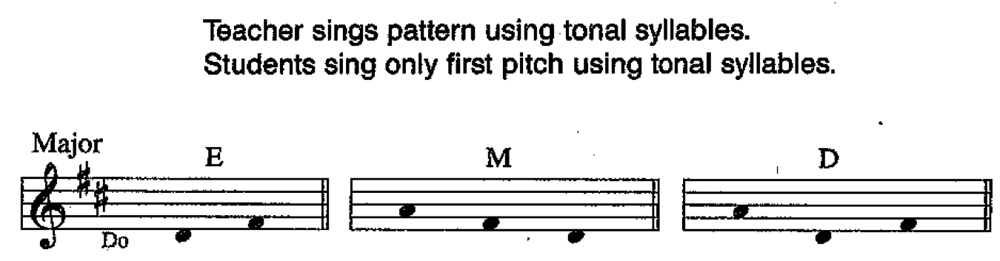 Teacher sings pattern using tonal syllables.
Students sing only first pitch using tonal syllables.
Major
E
M
D
Do